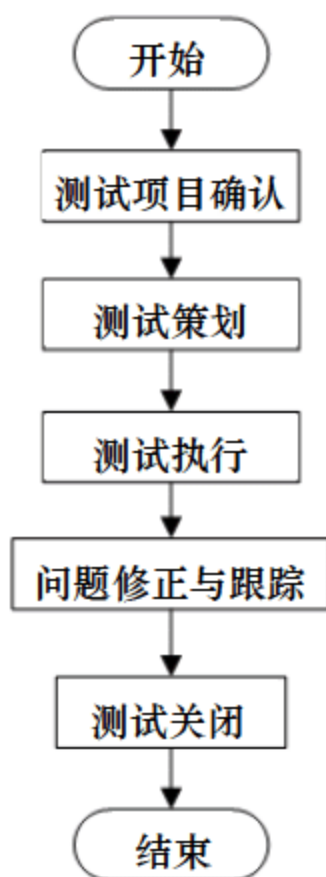 开始
测试项目确认
测试策划
测试执行
问题修正与跟踪
测试关闭
结束